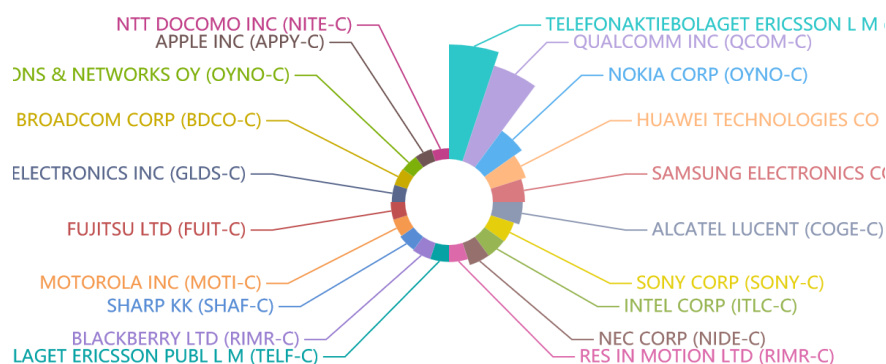 NTT DOCOMO INC (NITE-C)
TELEFONAKTIEBOLAGET ERICSSON L M
APPLE INC (APPY-C)
QUALCOMM INC (QCOM-C)
ONS & NETWORKS OY (OYNO-C)
NOKIA CORP (OYNO-C)
BROADCOM CORP (BDCO-C)
HUAWEI TECHNOLOGIES CO
ELECTRONICS INC (GLDS-C)
SAMSUNG ELECTRONICS CO
FUJITSU LTD (FUIT-C)
ALCATEL LUCENT (COGE-C)
MOTOROLA INC (MOTI-C)
SONY CORP (SONY-C)
SHARP KK (SHAF-C)
INTEL CORP (ITLC-C)
BLACKBERRY LTD (RIMR-C)
NEC CORP (NIDE-C)
LAGET ERICSSON PUBL L M (TELF-C)
RES IN MOTION LTD (RIMR-C)